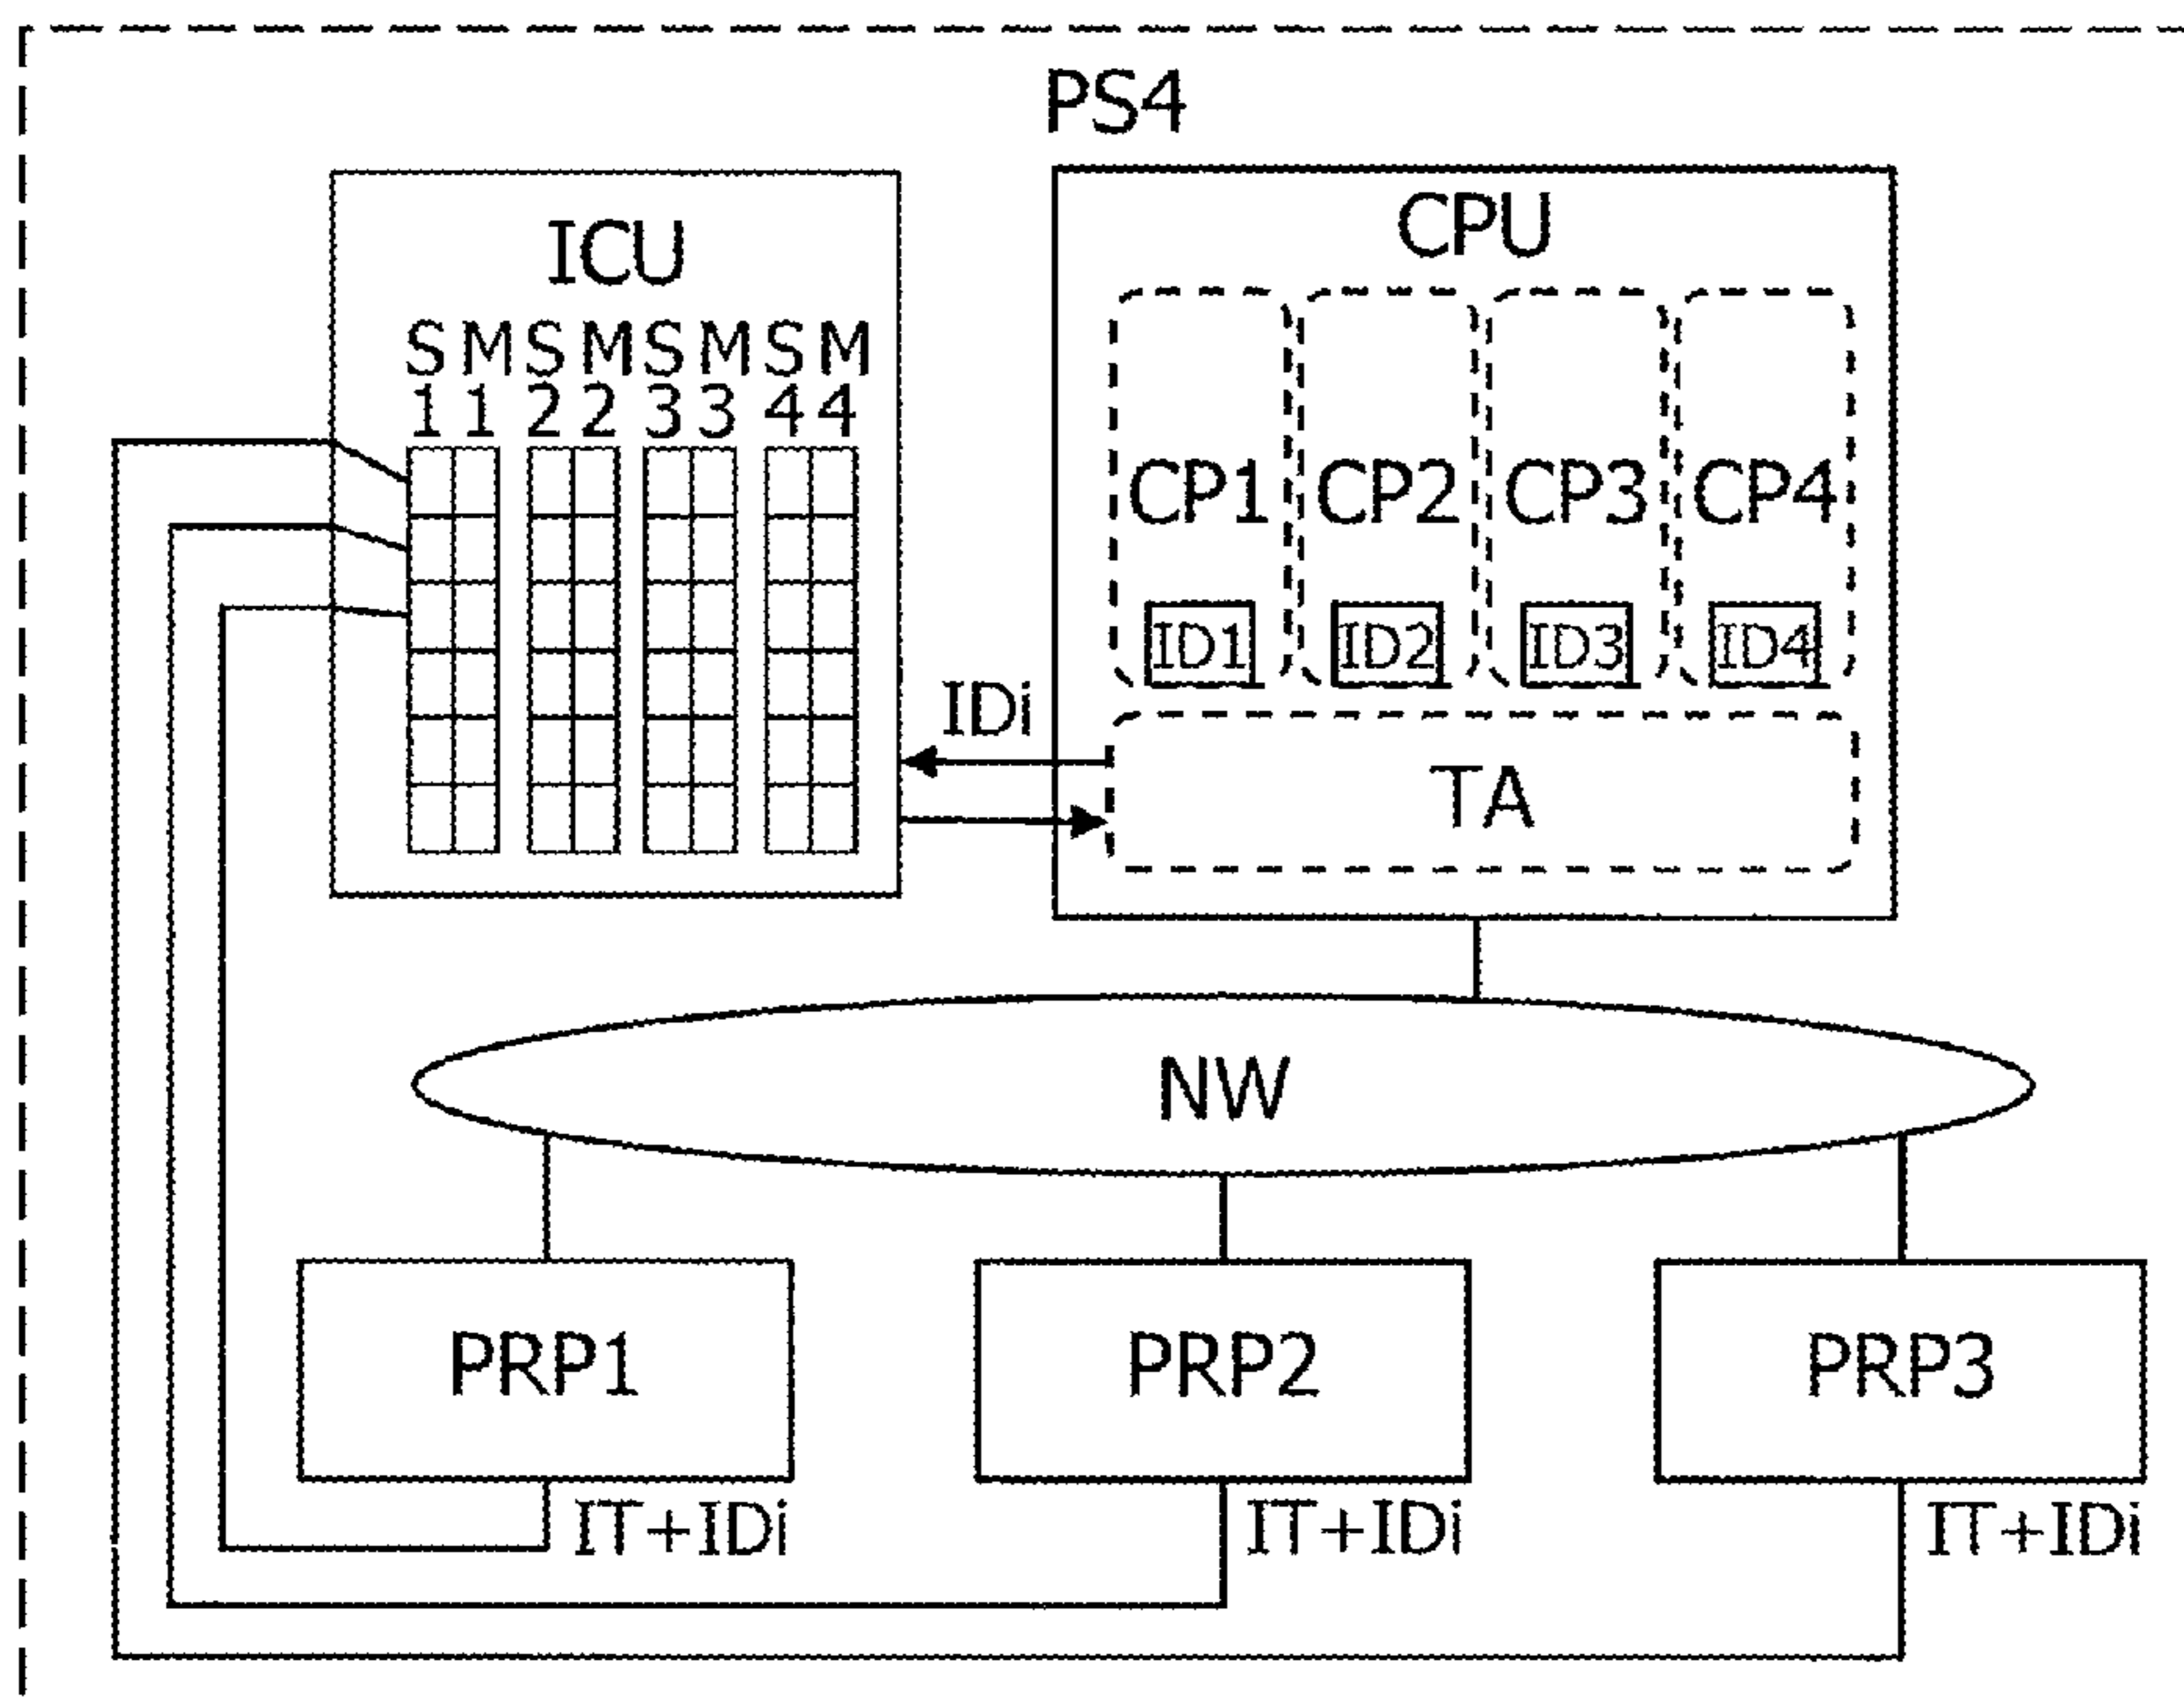 PS4
ICU
S M S M S M S M
1 1 2 2 3 3 4 4
CPU
CP1 CP2 CP3 CP4
ID1 ID2 ID3 ID4
IDi
TA
NW
PRP1 PRP2 PRP3
IT+IDi IT+IDi IT+IDi